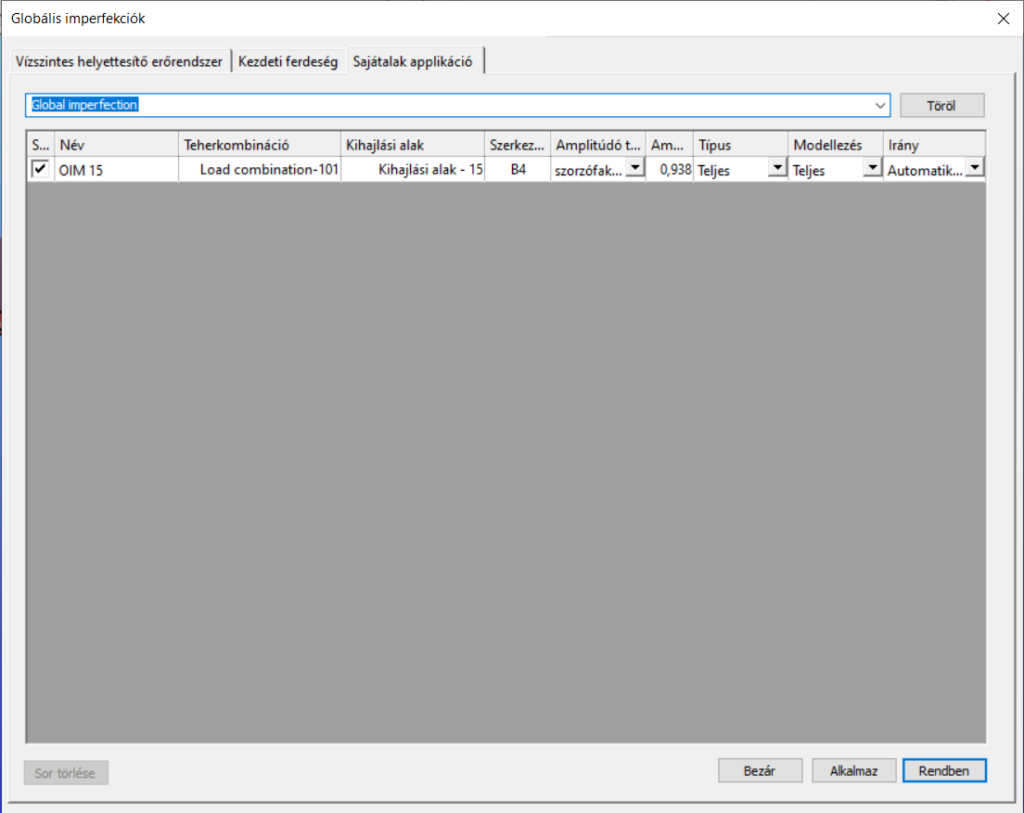 Globális imperfekciók
Vízszintes helyettesítő erőrendszer Kezdeti ferdeség Sajátalak applikáció
Global imperfection Töröl
S... Név Teherkombináció Kihajlási alak Szerkez... Amplitúdó t... Am... Típus Modellezés Irány
OIM 15 Load combination-101 Kihajlási alak - 15 B4 szorzófak... 0,938 Teljes Teljes Automatik...
Sor törlése Bezár Alkalmaz Rendben